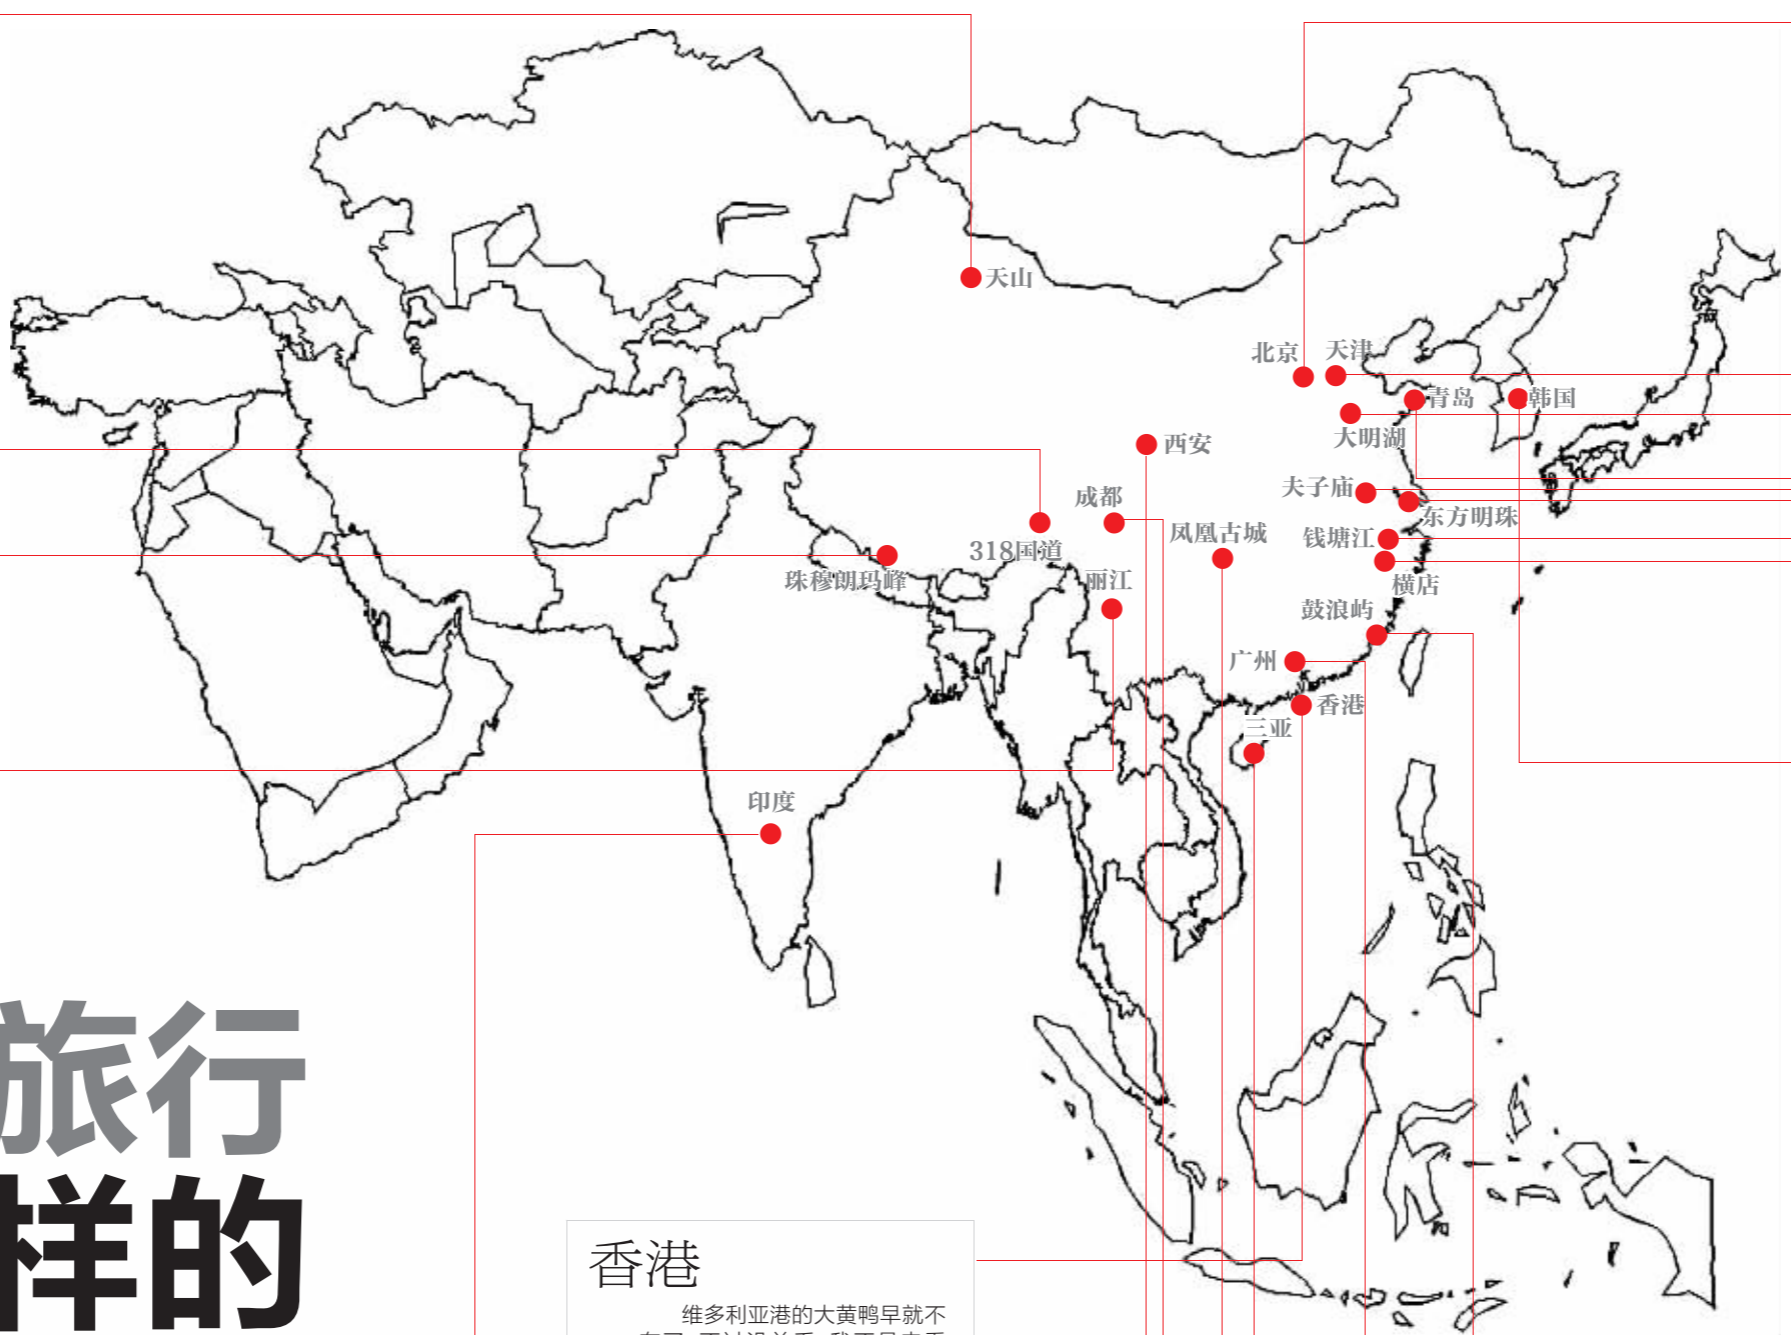 天山
北京
天津
青岛
韩国
大明湖
西安
夫子庙
成都
东方明珠
凤凰古城
钱塘江
318国道
珠穆朗玛峰
丽江
横店
鼓浪屿
广州
香港
三亚
印度
旅行
样的
香港
维多利亚港的大黄鸭早就不